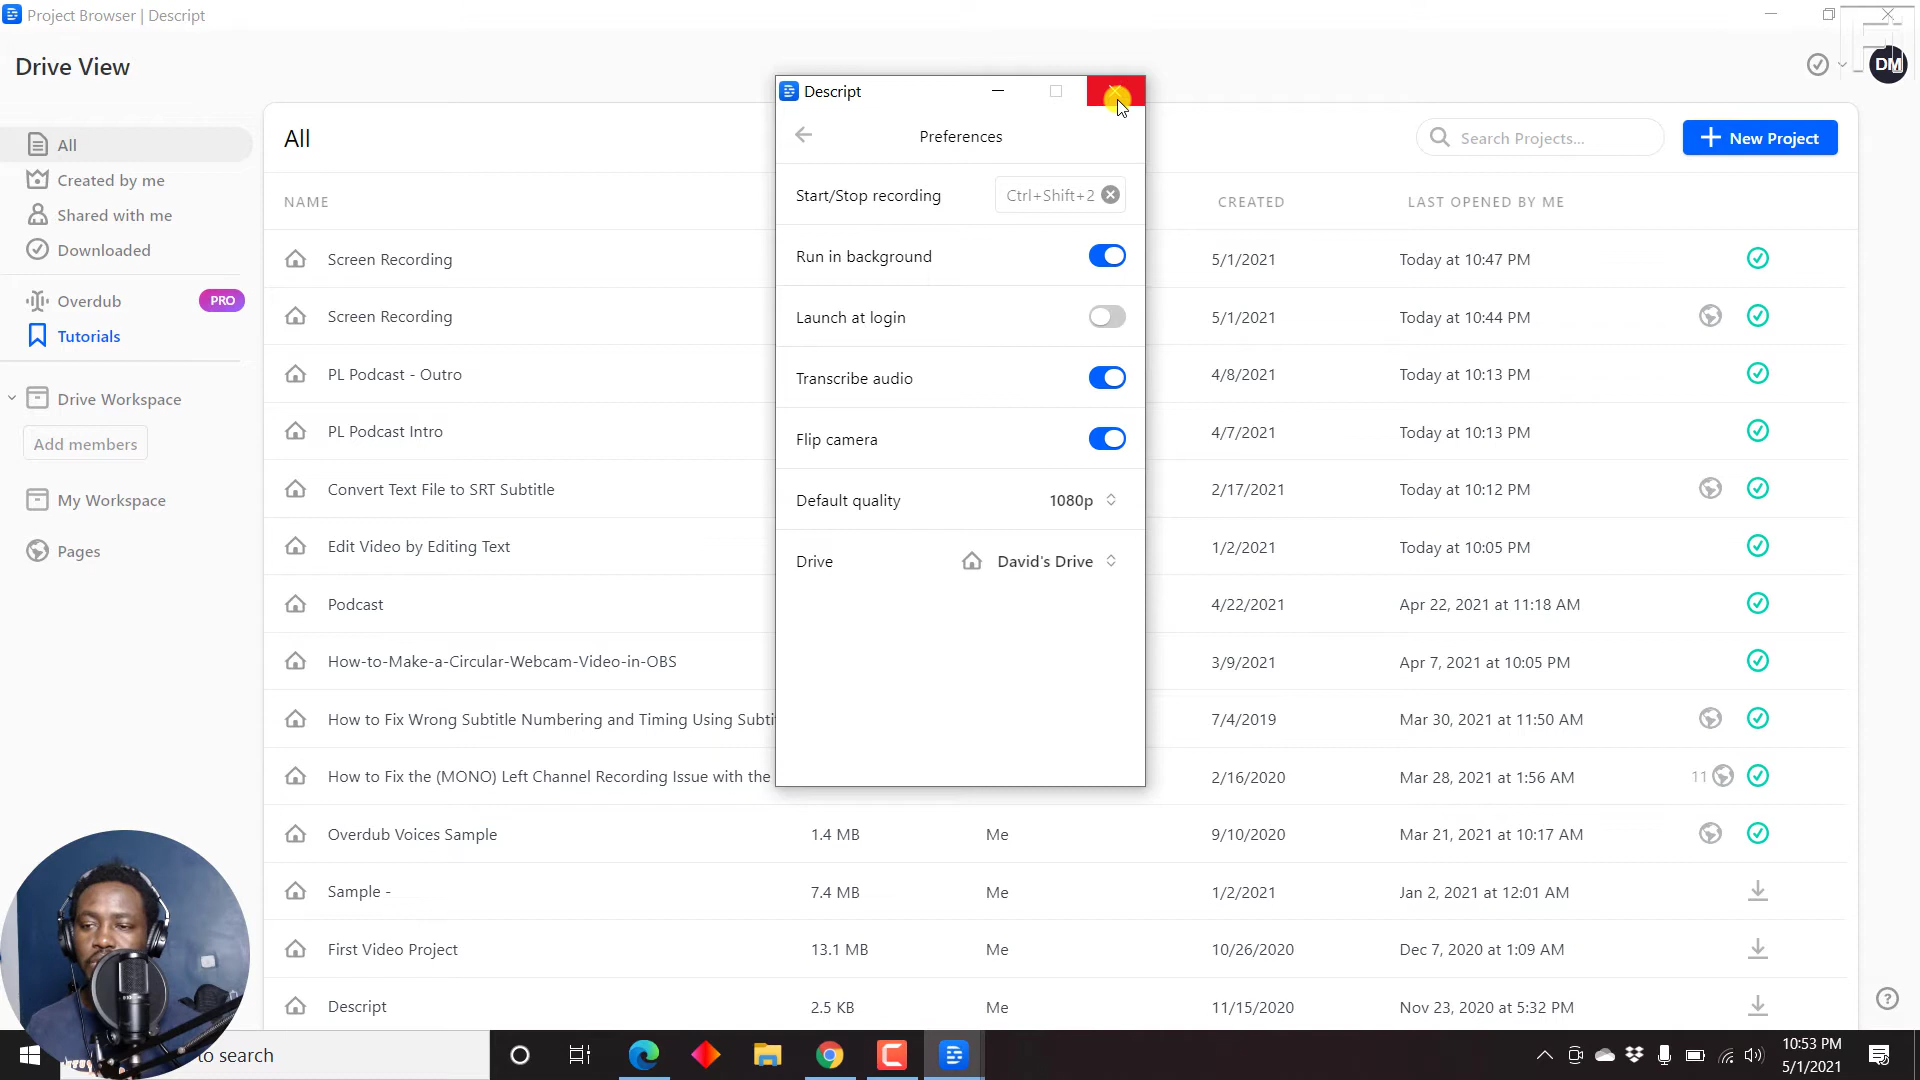 Project Browser | Descript
Drive View
DM
All
Created by me
Shared with me
Downloaded
Overdub PRO
Tutorials
Drive Workspace
Add members
My Workspace
Pages
All
Search Projects...
New Project
NAME CREATED LAST OPENED BY ME
Screen Recording 5/1/2021 Today at 10:47 PM
Screen Recording 5/1/2021 Today at 10:44 PM
PL Podcast - Outro 4/8/2021 Today at 10:13 PM
PL Podcast Intro 4/7/2021 Today at 10:13 PM
Convert Text File to SRT Subtitle 2/17/2021 Today at 10:12 PM
Edit Video by Editing Text 1/2/2021 Today at 10:05 PM
Podcast 4/22/2021 Apr 22, 2021 at 11:18 AM
How-to-Make-a-Circular-Webcam-Video-in-OBS 3/9/2021 Apr 7, 2021 at 10:05 PM
How to Fix Wrong Subtitle Numbering and Timing Using Subti 7/4/2019 Mar 30, 2021 at 11:50 AM
How to Fix the (MONO) Left Channel Recording Issue with the 2/16/2020 Mar 28, 2021 at 1:56 AM 11
Overdub Voices Sample 1.4 MB Me 9/10/2020 Mar 21, 2021 at 10:17 AM
Sample - 7.4 MB Me 1/2/2021 Jan 2, 2021 at 12:01 AM
First Video Project 13.1 MB Me 10/26/2020 Dec 7, 2020 at 1:09 AM
Descript 2.5 KB Me 11/15/2020 Nov 23, 2020 at 5:32 PM
Descript
Preferences
Start/Stop recording Ctrl+Shift+2
Run in background
Launch at login
Transcribe audio
Flip camera
Default quality 1080p
Drive David's Drive
to search
10:53 PM
5/1/2021